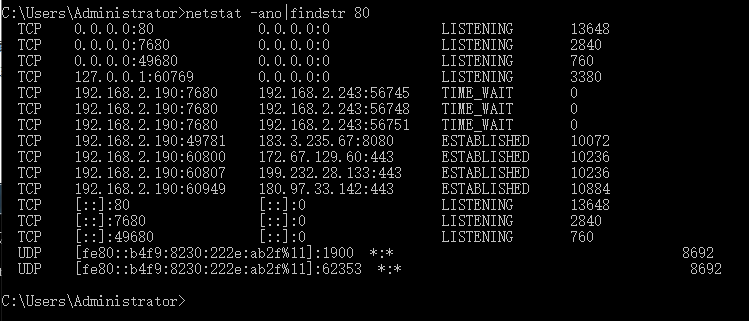 C:\Users\Administrator>netstat -ano|findstr 80
  TCP    0.0.0.0:80             0.0.0.0:0              LISTENING       13648
  TCP    0.0.0.0:7680           0.0.0.0:0              LISTENING       2840
  TCP    0.0.0.0:49680          0.0.0.0:0              LISTENING       760
  TCP    127.0.0.1:60769        0.0.0.0:0              LISTENING       3380
  TCP    192.168.2.190:7680     192.168.2.243:56745    TIME_WAIT       0
  TCP    192.168.2.190:7680     192.168.2.243:56748    TIME_WAIT       0
  TCP    192.168.2.190:7680     192.168.2.243:56751    TIME_WAIT       0
  TCP    192.168.2.190:49781    183.3.235.67:8080      ESTABLISHED     10072
  TCP    192.168.2.190:60800    172.67.129.60:443      ESTABLISHED     10236
  TCP    192.168.2.190:60807    199.232.28.133:443     ESTABLISHED     10236
  TCP    192.168.2.190:60949    180.97.33.142:443      ESTABLISHED     10884
  TCP    [::]:80                [::]:0                 LISTENING       13648
  TCP    [::]:7680              [::]:0                 LISTENING       2840
  TCP    [::]:49680             [::]:0                 LISTENING       760
  UDP    [fe80::b4f9:8230:222e:ab2f%11]:1900  *:*                                    8692
  UDP    [fe80::b4f9:8230:222e:ab2f%11]:62353  *:*                                    8692
C:\Users\Administrator>